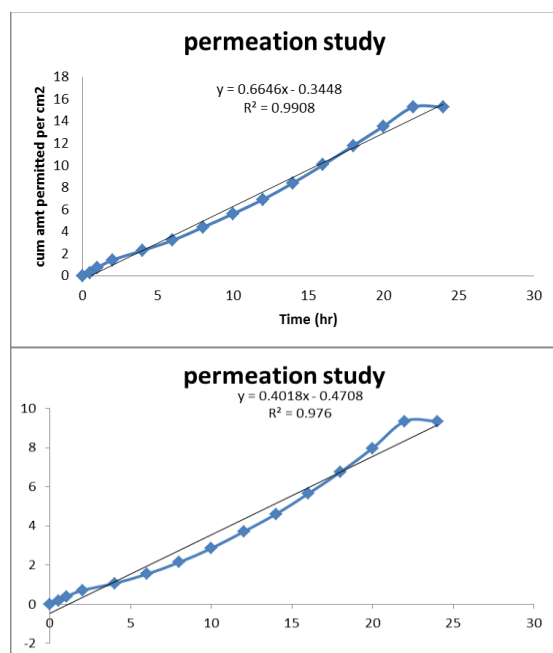 permeation study
y = 0.6646x - 0.3448
R² = 0.9908
18
16
14
12
10
8
6
4
2
0
cum amt permitted per cm2
0 5 10 15 20 25 30
Time (hr)
permeation study
y = 0.4018x - 0.4708
R² = 0.976
10
8
6
4
2
0
-2
0 5 10 15 20 25 30